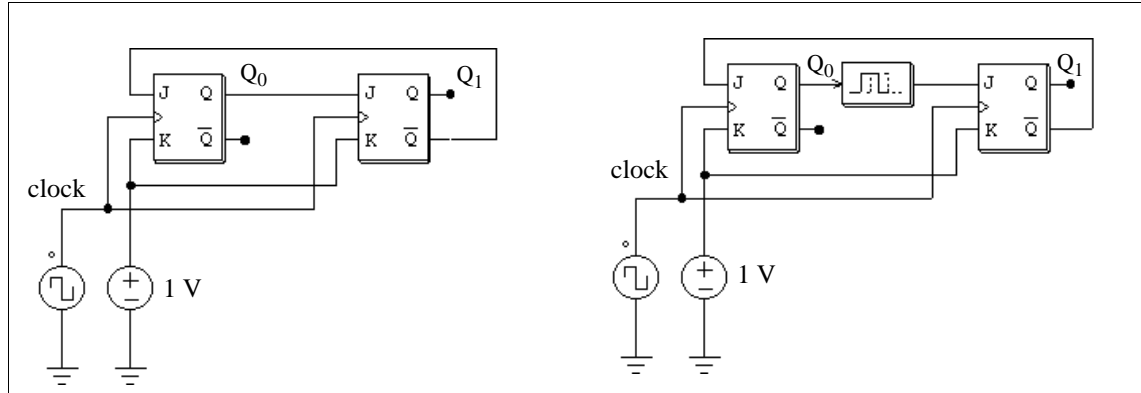 Q₀ Q₁
J Q J Q
K Q̅ K Q̅
clock
1 V
Q₀ Q₁
J Q J Q
K Q̅ K Q̅
clock
1 V